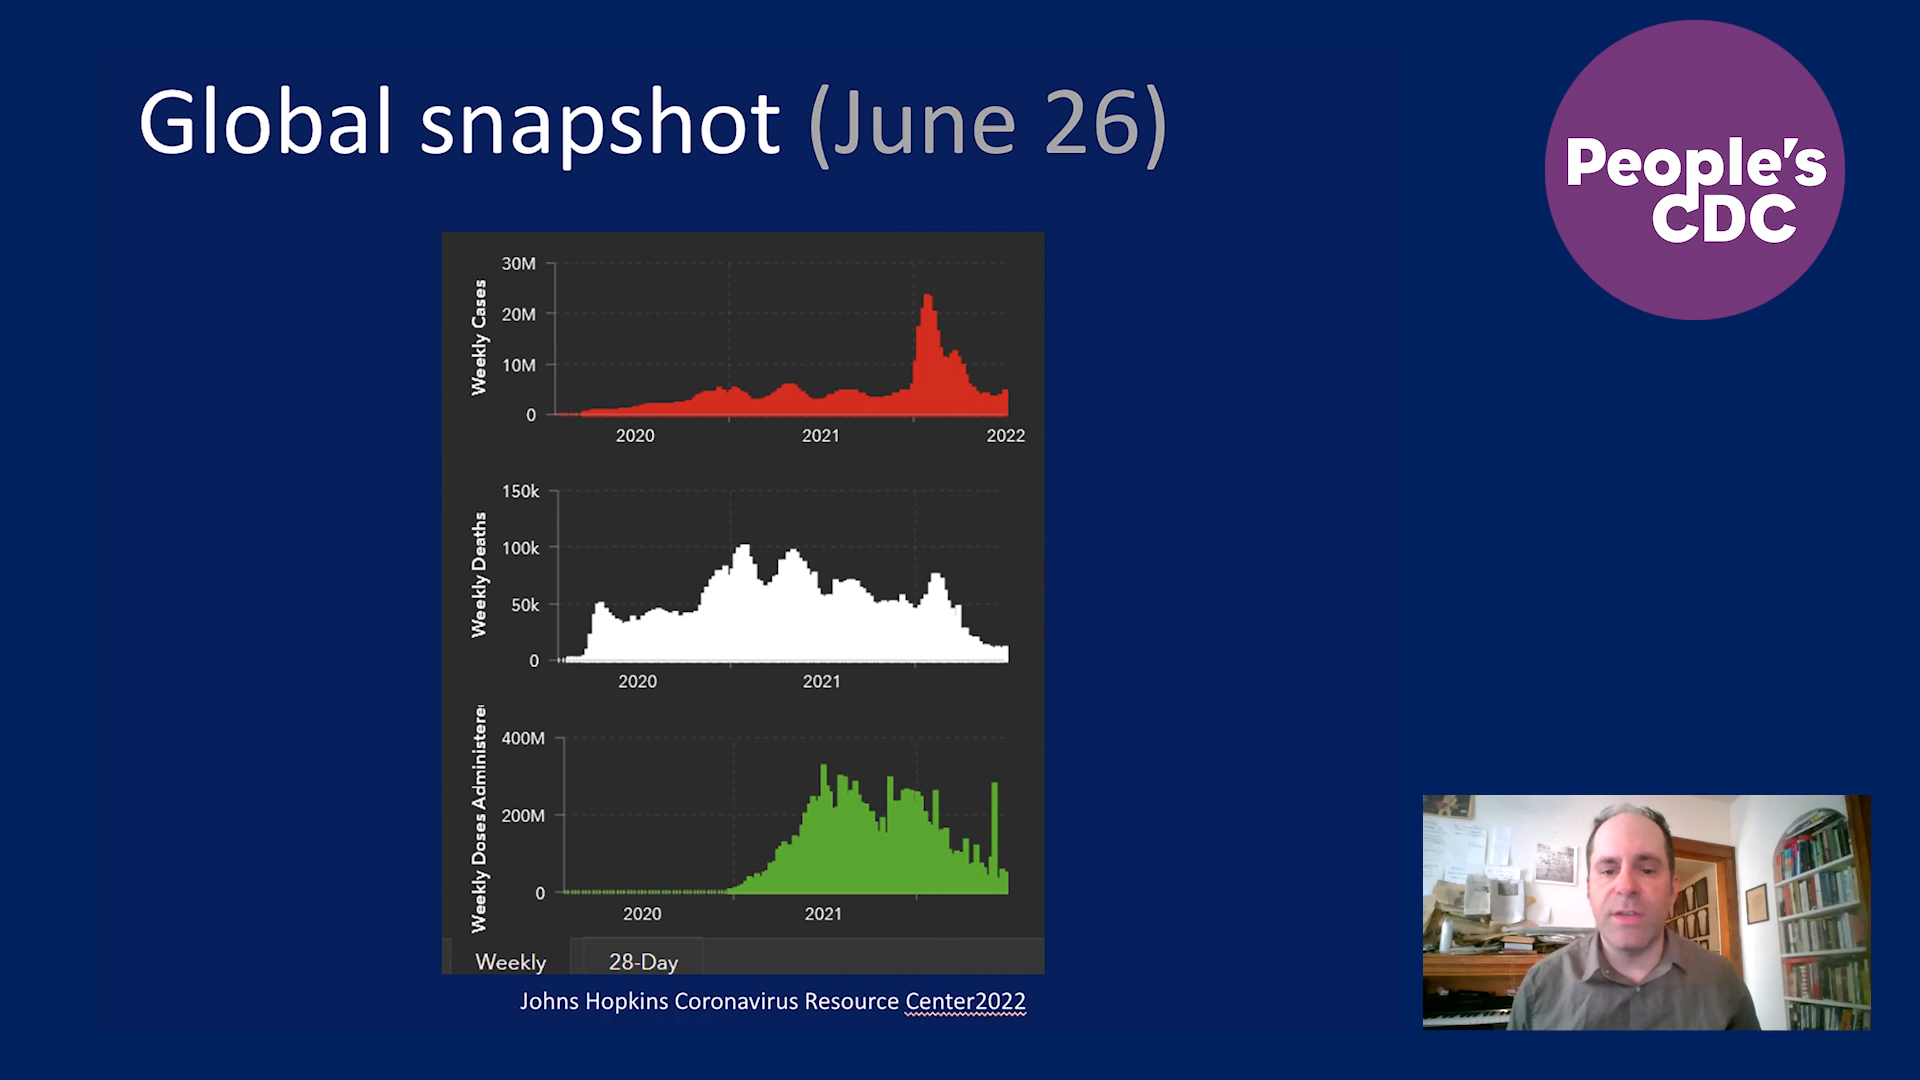 Global snapshot (June 26)
People's
CDC
Weekly Cases
30M
20M
10M
0
2020
2021
2022
Weekly Deaths
150k
100k
50k
0
2020
2021
Weekly Doses Administere
400M
200M
0
2020
2021
Weekly
28-Day
Johns Hopkins Coronavirus Resource Center2022